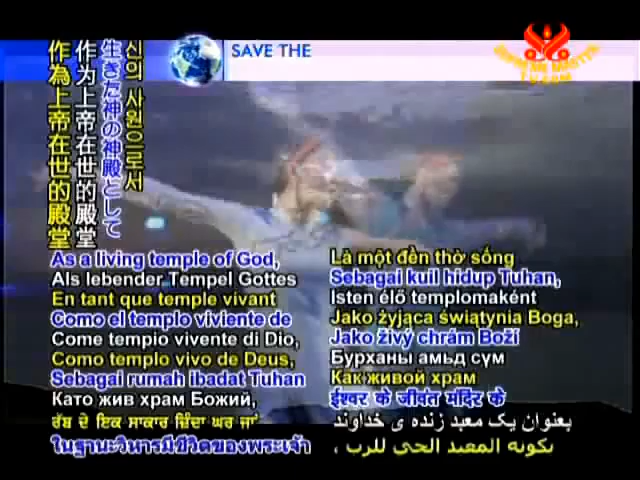 SAVE THE
신의 사원으로서
生きた神の神殿として
作为上帝在世的殿堂
作為上帝在世的殿堂
As a living temple of God,
Als lebender Tempel Gottes
En tant que temple vivant
Como el templo viviente de
Come tempio vivente di Dio,
Como templo vivo de Deus,
Sebagai rumah ibadat Tuhan
Като жив храм Божий,
ਰੱਬ ਦੇ ਇਕ ਸਾਕਾਰ ਜ਼ਿੰਦਾ ਘਰ ਜਾਂ
ในฐานะวิหารมีชีวิตของพระเจ้า
Là một đền thờ sống
Sebagai kuil hidup Tuhan,
Isten élő templomaként
Jako żyjąca świątynia Boga,
Jako živý chrám Boží
Бурханы амьд сүм
Как живой храм
ईश्वर के जीवंत मंदिर के
بعنوان یک معبد زنده ی خداوند
بكونه المعبد الحي للرب ،